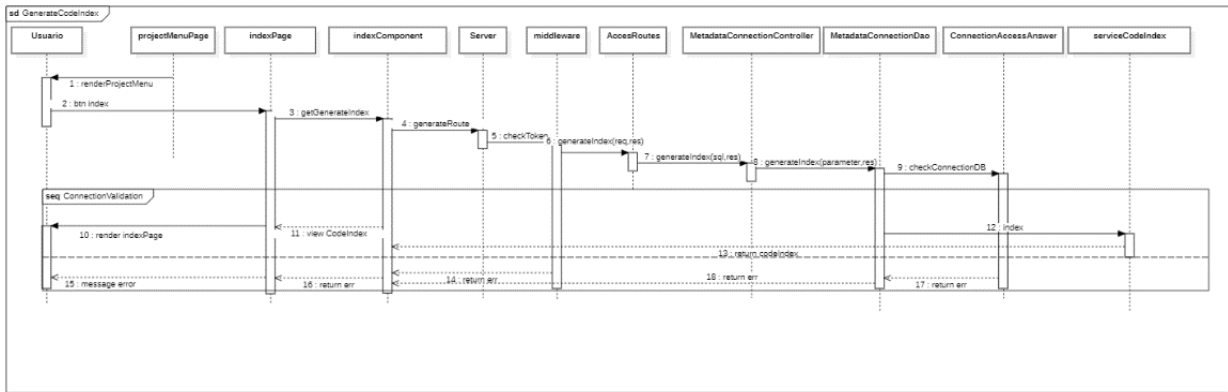 sd GenerateCodeIndex
Usuario
projectMenuPage
indexPage
indexComponent
Server
middleware
AccesRoutes
MetadataConnectionController
MetadataConnectionDao
ConnectionAccessAnswer
serviceCodeIndex
1 : renderProjectMenu
2 : btn index
3 : getGenerateIndex
4 : generateRoute
5 : checkToken
6 : generateIndex(req,res)
7 : generateIndex(sql,res)
8 : generateIndex(parameter,res)
9 : checkConnectionDB
seq ConnectionValidation
10 : render indexPage
11 : view CodeIndex
12 : index
13 : return codeIndex
14 : return err
15 : message error
16 : return err
18 : return err
17 : return err